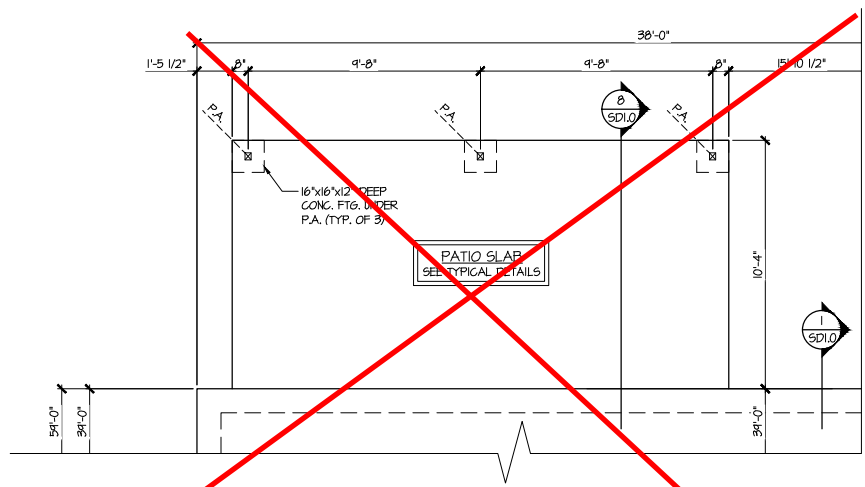 38'-0"
1'-5 1/2"
8"
9'-8"
9'-8"
8"
15'-10 1/2"
P.A.
P.A.
8
SD1.0
16"x16"x12" DEEP
CONC. FTG. UNDER
P.A. (TYP. OF 3)
PATIO SLAB
SEE TYPICAL DETAILS
10'-4"
1
SD1.0
59'-0"
39'-0"
39'-0"